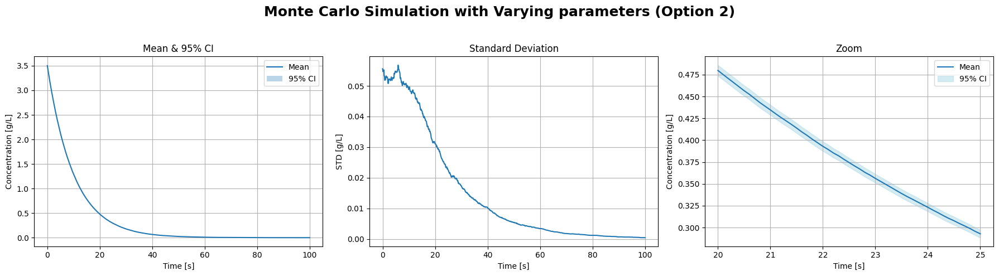 Monte Carlo Simulation with Varying parameters (Option 2)
Mean & 95% CI
Concentration [g/L]
3.5
3.0
2.5
2.0
1.5
1.0
0.5
0.0
Mean
95% CI
0 20 40 60 80 100
Time [s]
Standard Deviation
STD [g/L]
0.05
0.04
0.03
0.02
0.01
0.00
0 20 40 60 80 100
Time [s]
Zoom
Concentration [g/L]
0.475
0.450
0.425
0.400
0.375
0.350
0.325
0.300
Mean
95% CI
20 21 22 23 24 25
Time [s]